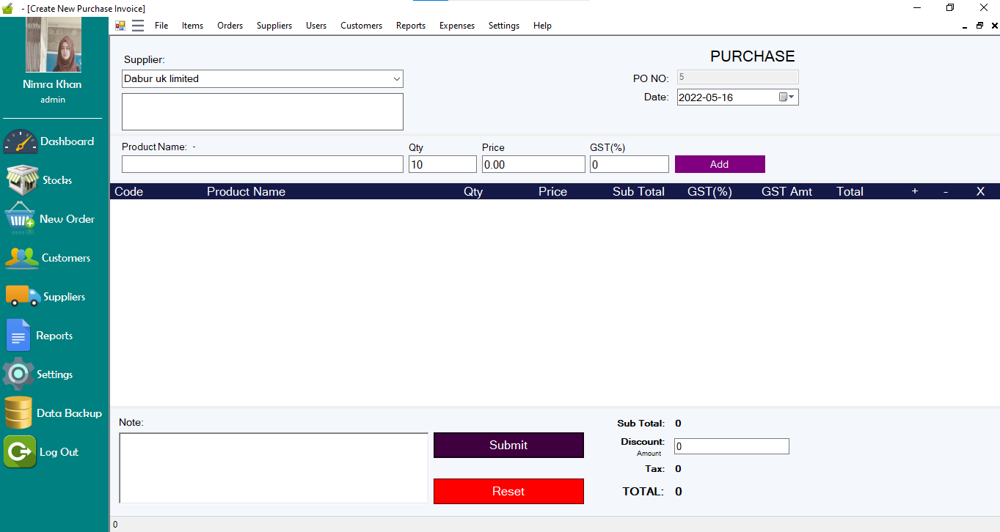 - [Create New Purchase Invoice]
File Items Orders Suppliers Users Customers Reports Expenses Settings Help
Nimra Khan
admin
Dashboard
Stocks
New Order
Customers
Suppliers
Reports
Settings
Data Backup
Log Out
Supplier:
Dabur uk limited
PURCHASE
PO NO: 5
Date: 2022-05-16
Product Name: - Qty Price GST(%)
10 0.00 0 Add
Code Product Name Qty Price Sub Total GST(%) GST Amt Total + - X
Note:
Submit
Reset
Sub Total: 0
Discount: 0
Amount
Tax: 0
TOTAL: 0
0